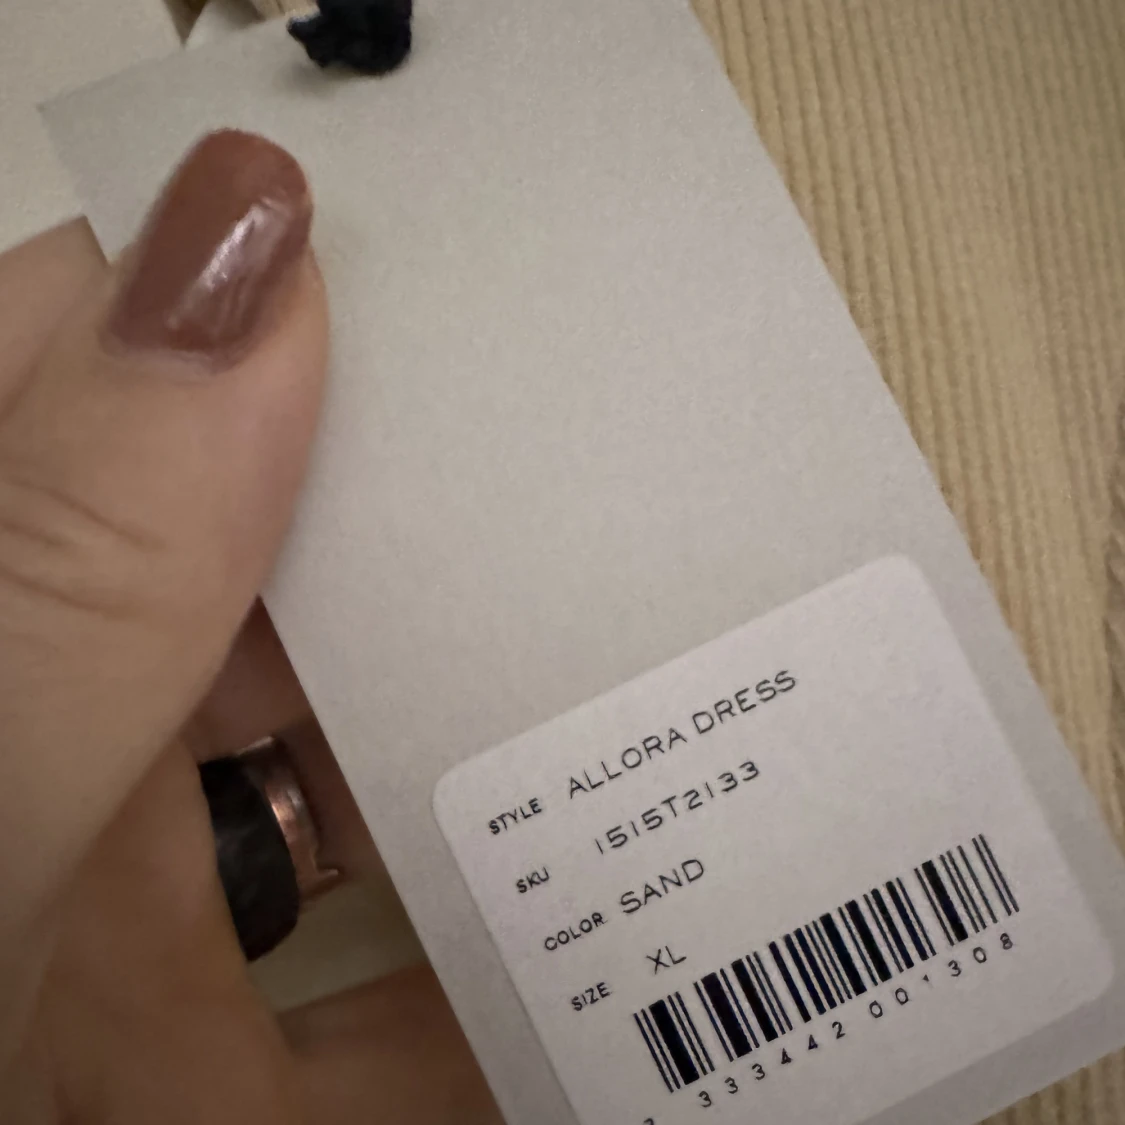 STYLE ALLORA DRESS
SKU 1515T2133
COLOR SAND
SIZE XL
333442 001308